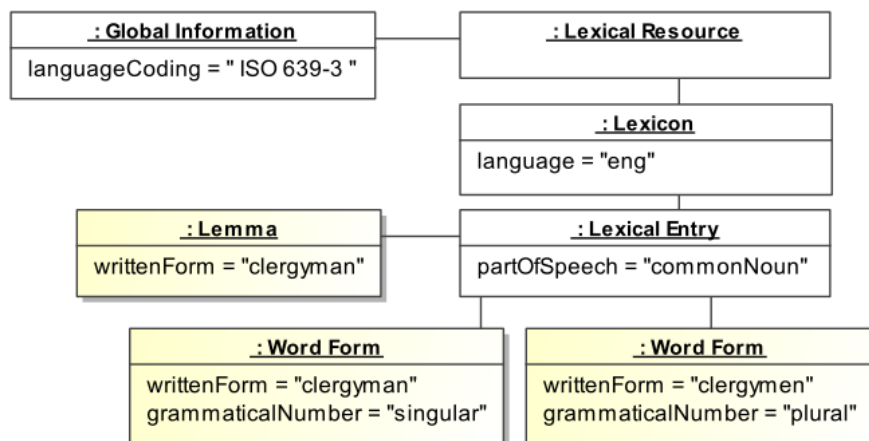 : Global Information
languageCoding = " ISO 639-3 "
: Lexical Resource
: Lexicon
language = "eng"
: Lemma
writtenForm = "clergyman"
: Lexical Entry
partOfSpeech = "commonNoun"
: Word Form
writtenForm = "clergyman"
grammaticalNumber = "singular"
: Word Form
writtenForm = "clergymen"
grammaticalNumber = "plural"